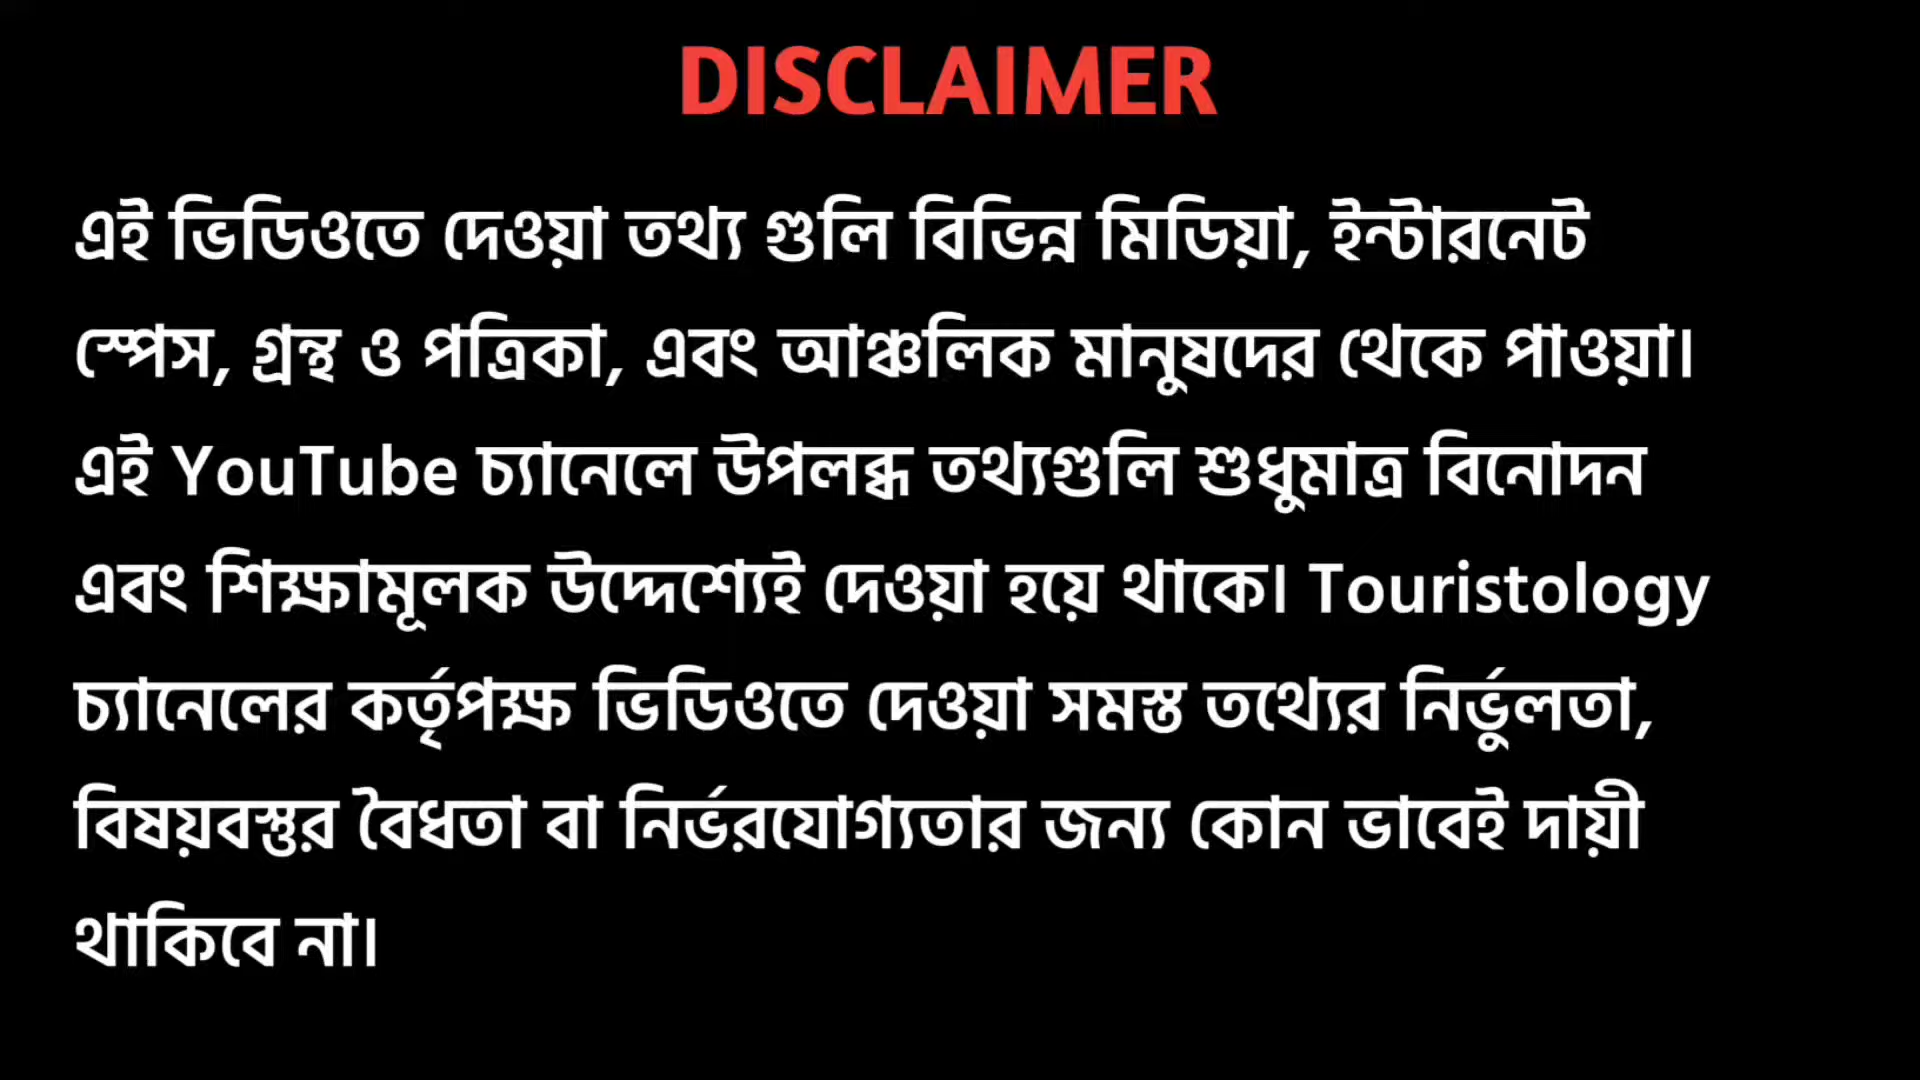 DISCLAIMER
এই ভিডিওতে দেওয়া তথ্য গুলি বিভিন্ন মিডিয়া, ইন্টারনেট
স্পেস, গ্রন্থ ও পত্রিকা, এবং আঞ্চলিক মানুষদের থেকে পাওয়া।
এই YouTube চ্যানেলে উপলব্ধ তথ্যগুলি শুধুমাত্র বিনোদন
এবং শিক্ষামূলক উদ্দেশ্যেই দেওয়া হয়ে থাকে। Touristology
চ্যানেলের কর্তৃপক্ষ ভিডিওতে দেওয়া সমস্ত তথ্যের নির্ভুলতা,
বিষয়বস্তুর বৈধতা বা নির্ভরযোগ্যতার জন্য কোন ভাবেই দায়ী
থাকিবে না।